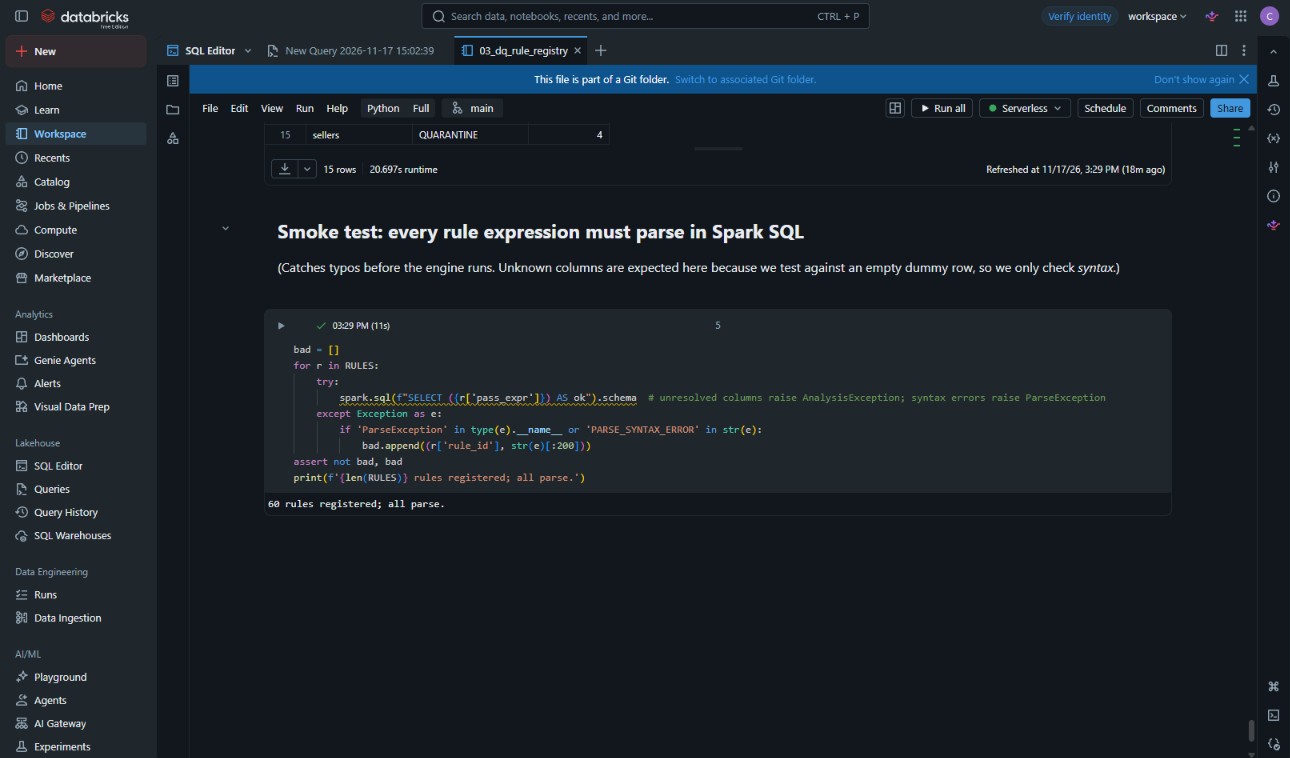 databricks
Free Edition
Search data, notebooks, recents, and more...
CTRL + P
Verify identity
workspace
C
New
Home
Learn
Workspace
Recents
Catalog
Jobs & Pipelines
Compute
Discover
Marketplace
Analytics
Dashboards
Genie Agents
Alerts
Visual Data Prep
Lakehouse
SQL Editor
Queries
Query History
SQL Warehouses
Data Engineering
Runs
Data Ingestion
AI/ML
Playground
Agents
AI Gateway
Experiments
SQL Editor
New Query 2026-11-17 15:02:39
03_dq_rule_registry
This file is part of a Git folder. Switch to associated Git folder.
Don't show again
File Edit View Run Help Python Full main
Run all
Serverless
Schedule
Comments
Share
15 sellers QUARANTINE 4
15 rows 20.697s runtime
Refreshed at 11/17/26, 3:29 PM (18m ago)
Smoke test: every rule expression must parse in Spark SQL
(Catches typos before the engine runs. Unknown columns are expected here because we test against an empty dummy row, so we only check syntax.)
03:29 PM (11s)
5
bad = []
for r in RULES:
    try:
        spark.sql(f"SELECT ({r['pass_expr']}) AS ok").schema  # unresolved columns raise AnalysisException; syntax errors raise ParseException
    except Exception as e:
        if 'ParseException' in type(e).__name__ or 'PARSE_SYNTAX_ERROR' in str(e):
            bad.append((r['rule_id'], str(e)[:200]))
assert not bad, bad
print(f'{len(RULES)} rules registered; all parse.')
60 rules registered; all parse.